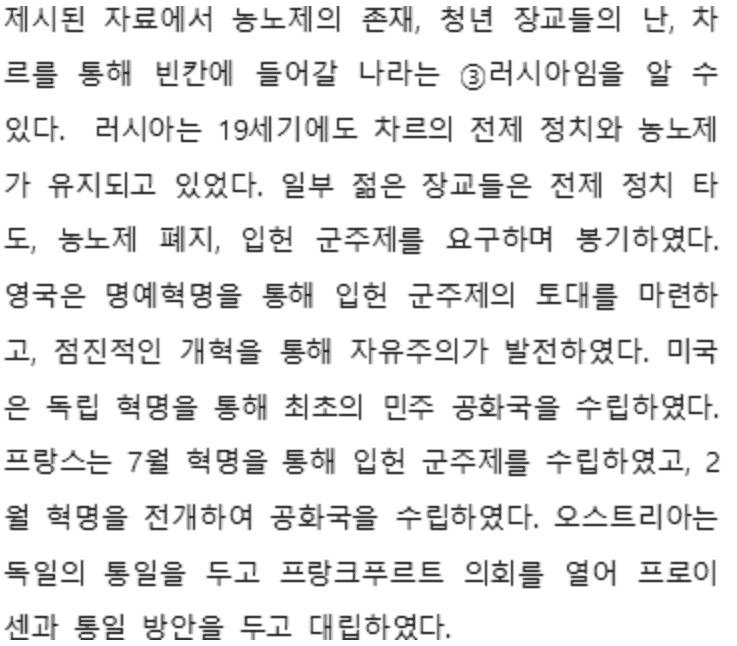 제시된 자료에서 농노제의 존재, 청년 장교들의 난, 차
르를 통해 빈칸에 들어갈 나라는 ③러시아임을 알 수
있다. 러시아는 19세기에도 차르의 전제 정치와 농노제
가 유지되고 있었다. 일부 젊은 장교들은 전제 정치 타
도, 농노제 폐지, 입헌 군주제를 요구하며 봉기하였다.
영국은 명예혁명을 통해 입헌 군주제의 토대를 마련하
고, 점진적인 개혁을 통해 자유주의가 발전하였다. 미국
은 독립 혁명을 통해 최초의 민주 공화국을 수립하였다.
프랑스는 7월 혁명을 통해 입헌 군주제를 수립하였고, 2
월 혁명을 전개하여 공화국을 수립하였다. 오스트리아는
독일의 통일을 두고 프랑크푸르트 의회를 열어 프로이
센과 통일 방안을 두고 대립하였다.